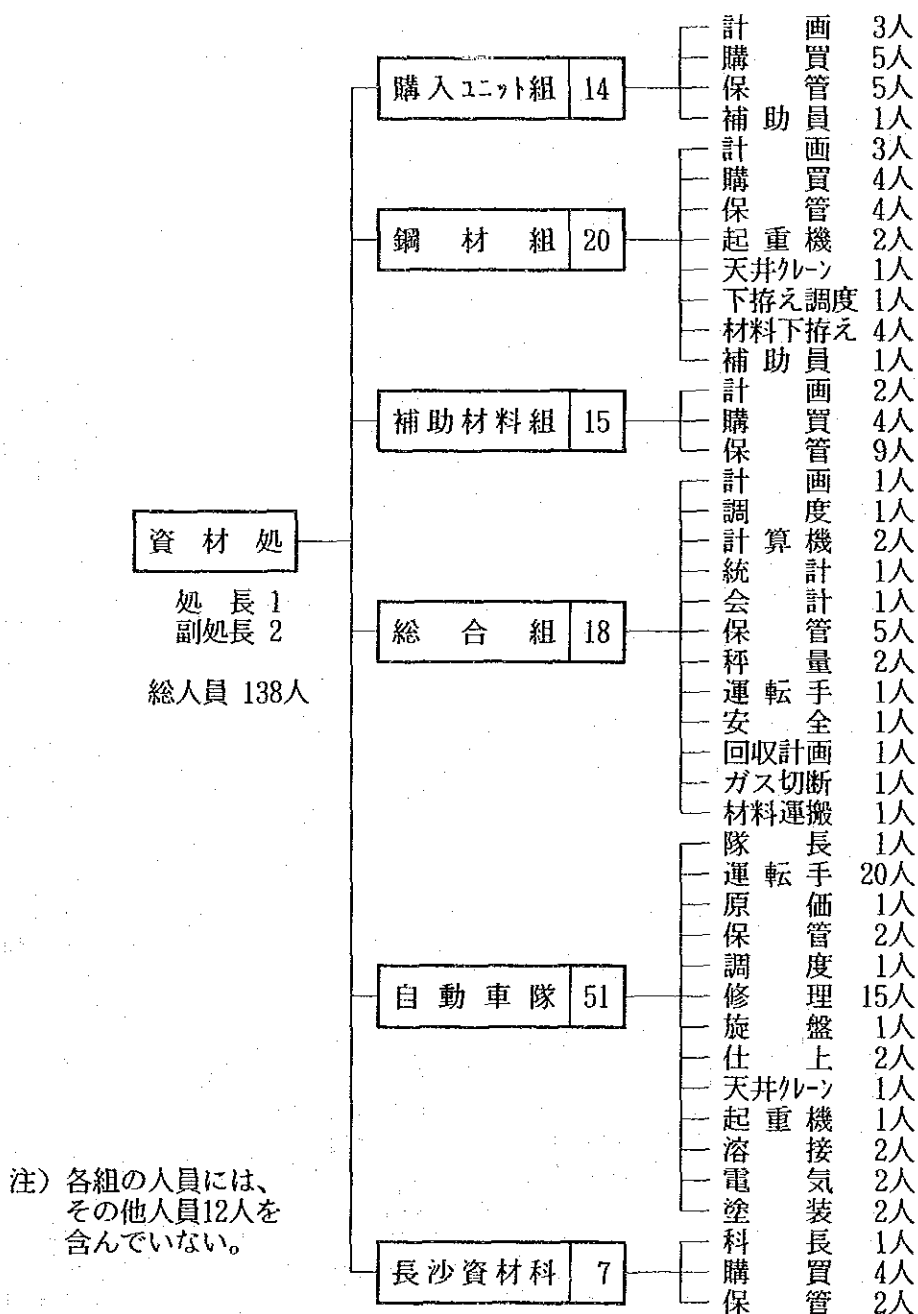 資材処
処長 1
副処長 2
総人員 138人
購入ユニット組 14
計画 3人
購買 5人
保管 5人
補助員 1人
鋼材組 20
計画 3人
購買 4人
保管 4人
起重機 2人
天井クレーン 1人
下拵え調度 1人
材料下拵え 4人
補助員 1人
補助材料組 15
計画 2人
購買 4人
保管 9人
総合組 18
計画 1人
調度 1人
計算機 2人
統計 1人
会計 1人
保管 5人
秤量 2人
運転手 1人
安全 1人
回収計画 1人
ガス切断 1人
材料運搬 1人
自動車隊 51
隊長 1人
運転手 20人
原価 1人
保管 2人
調度 1人
修理 15人
旋盤 1人
仕上 2人
天井クレーン 1人
起重機 1人
溶接 2人
電気 2人
塗装 2人
長沙資材科 7
科長 1人
購買 4人
保管 2人
注) 各組の人員には、
その他人員12人を
含んでいない。